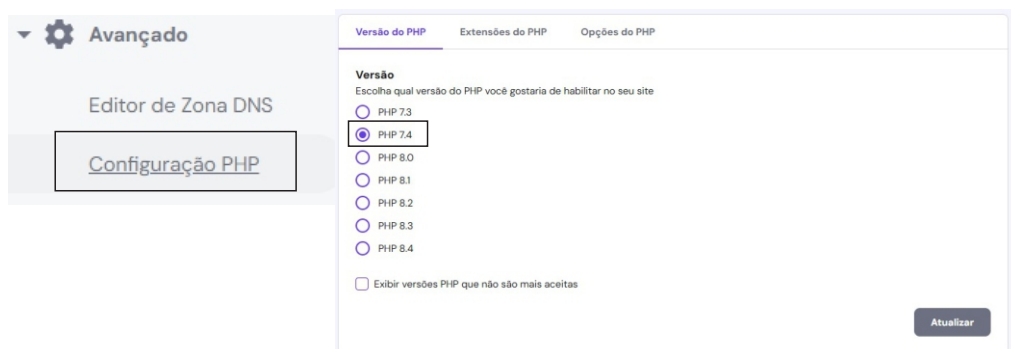 Avançado
Editor de Zona DNS
Configuração PHP
Versão do PHP
Extensões do PHP
Opções do PHP
Versão
Escolha qual versão do PHP você gostaria de habilitar no seu site
PHP 7.3
PHP 7.4
PHP 8.0
PHP 8.1
PHP 8.2
PHP 8.3
PHP 8.4
Exibir versões PHP que não são mais aceitas
Atualizar